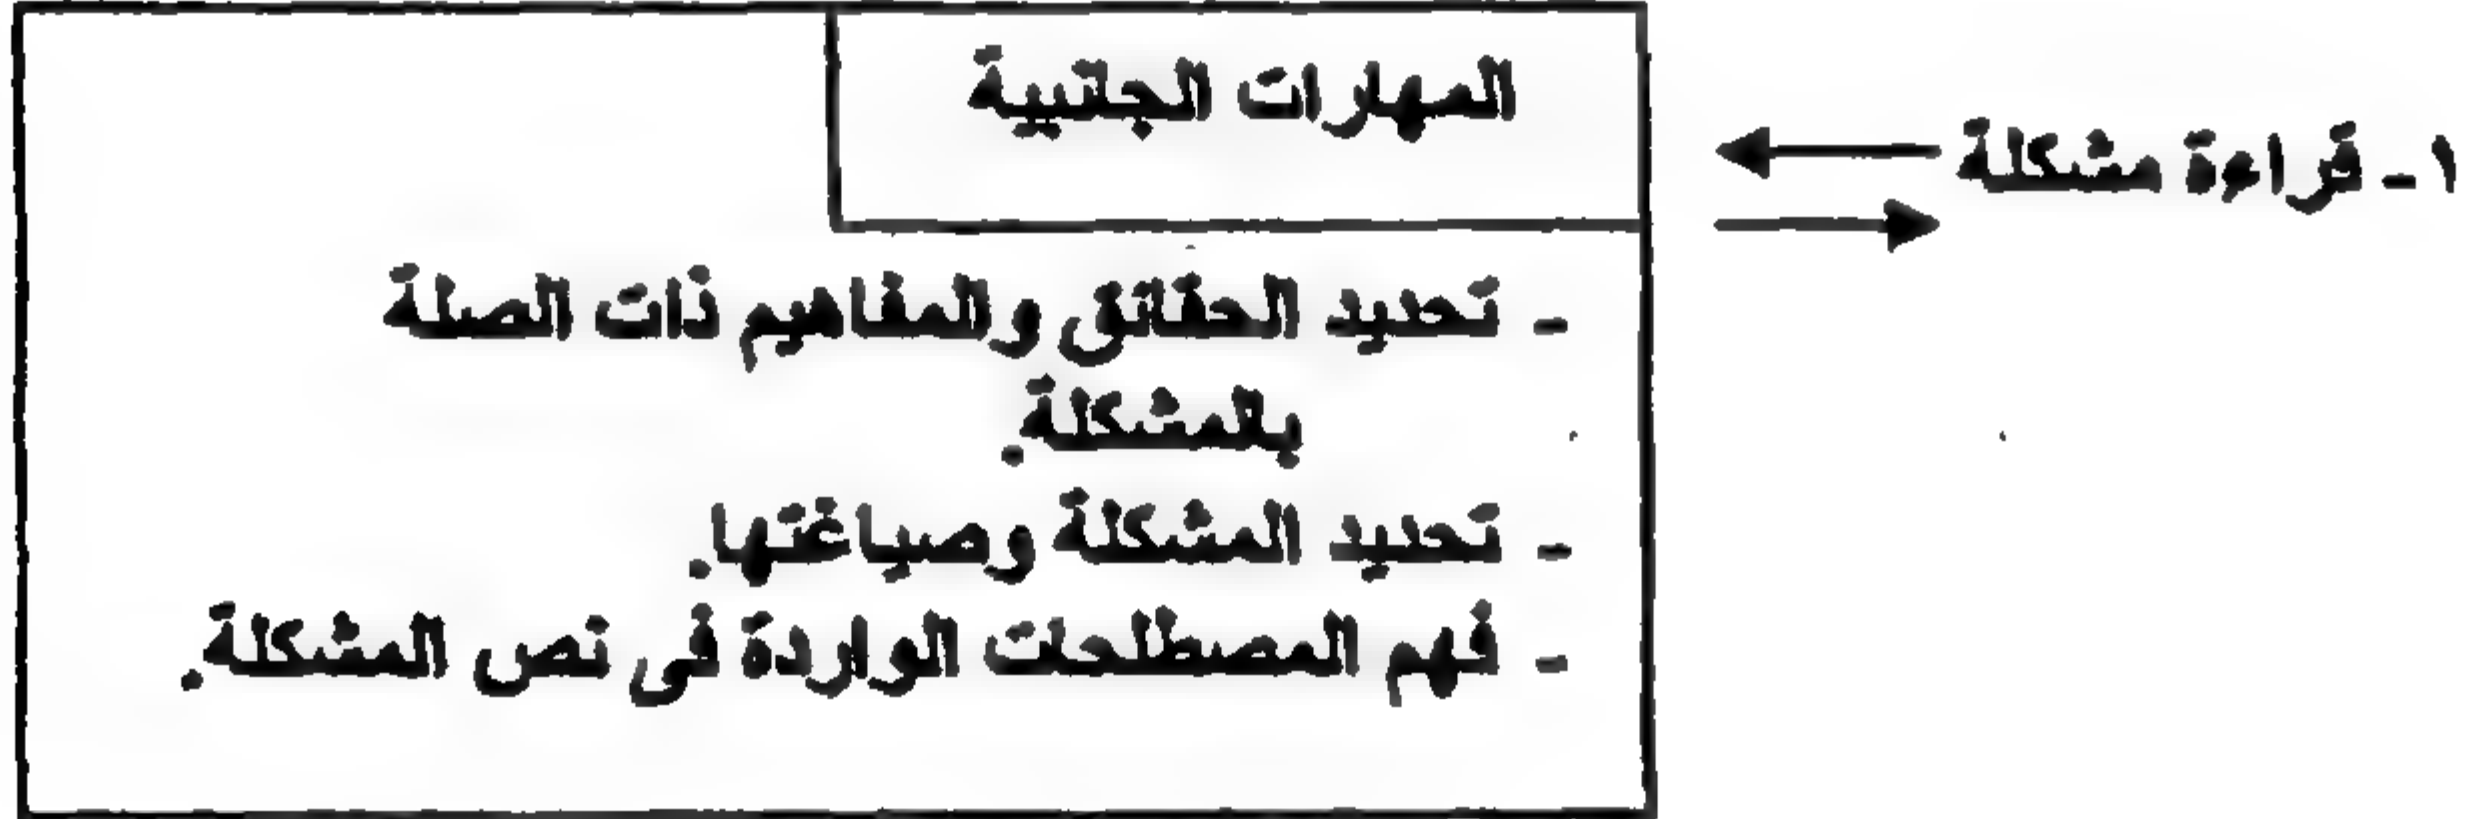 ١- قراءة مشكلة
المهارات الجانبية
- تحديد الحقائق والمفاهيم ذات الصلة
بالمشكلة.
- تحديد المشكلة وصياغتها.
- فهم المصطلحات الواردة فى نص المشكلة.